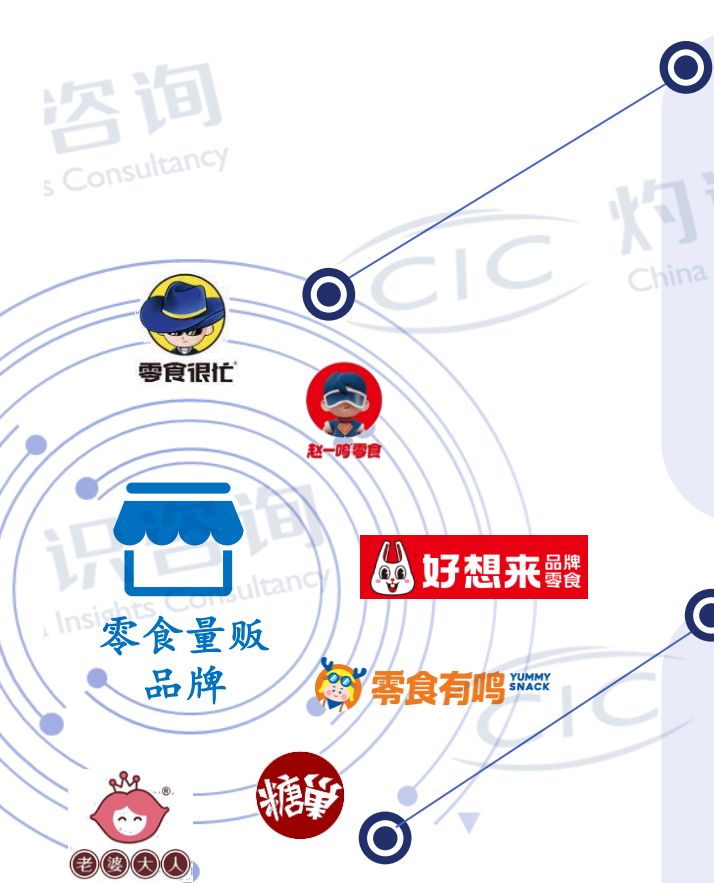 咨询
s Consultancy
灼
China
CIC
零食很忙
赵一鸣零食
识咨询
Insights Consultancy
好想来 品牌
零食
零食量贩
品牌
零食有鸣 YUMMY
SNACK
CIC
糖巢
®
老婆大人